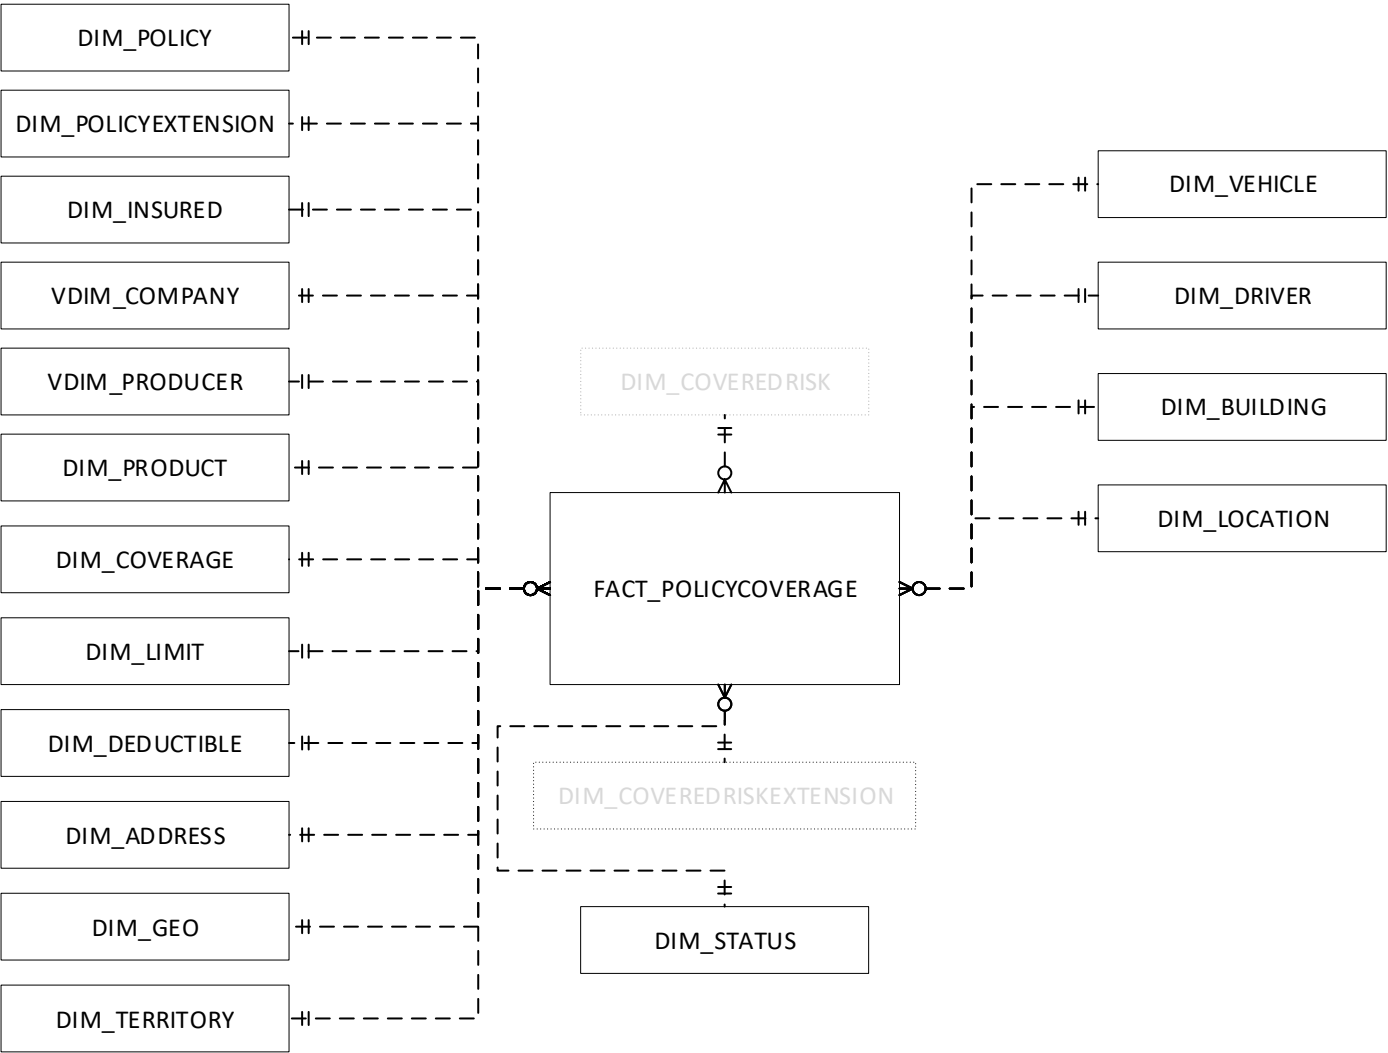 DIM_POLICY
DIM_POLICYEXTENSION
DIM_INSURED
VDIM_COMPANY
VDIM_PRODUCER
DIM_PRODUCT
DIM_COVERAGE
DIM_LIMIT
DIM_DEDUCTIBLE
DIM_ADDRESS
DIM_GEO
DIM_TERRITORY
DIM_COVEREDRISK
FACT_POLICYCOVERAGE
DIM_COVEREDRISKEXTENSION
DIM_STATUS
DIM_VEHICLE
DIM_DRIVER
DIM_BUILDING
DIM_LOCATION